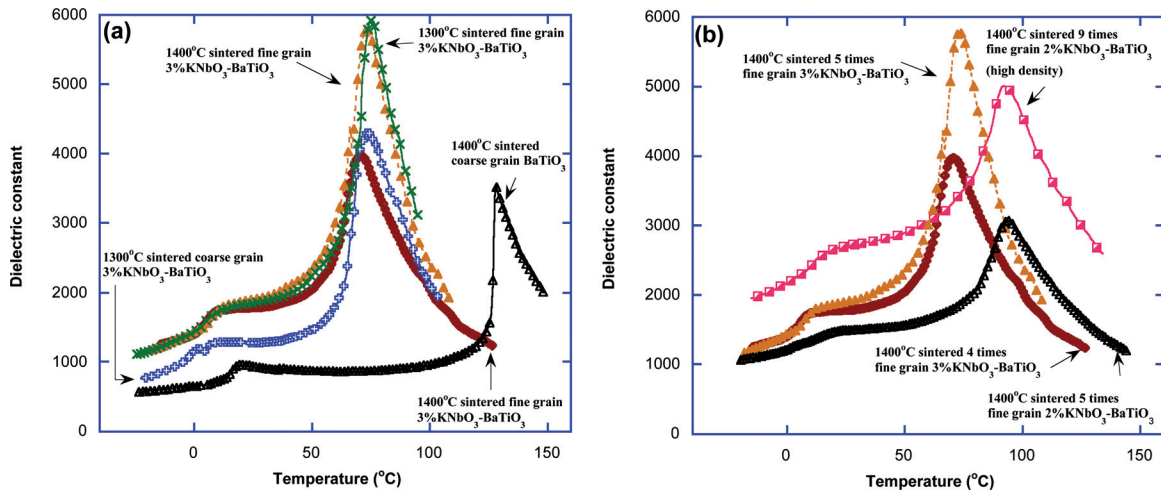 (a)
1300°C sintered fine grain
3%KNbO₃-BaTiO₃
1400°C sintered fine grain
3%KNbO₃-BaTiO₃
1400°C sintered
coarse grain BaTiO₃
1300°C sintered coarse grain
3%KNbO₃-BaTiO₃
1400°C sintered fine grain
3%KNbO₃-BaTiO₃
Dielectric constant
6000
5000
4000
3000
2000
1000
0
0
50
100
150
Temperature (°C)
(b)
1400°C sintered 9 times
fine grain 2%KNbO₃-BaTiO₃
(high density)
1400°C sintered 5 times
fine grain 3%KNbO₃-BaTiO₃
1400°C sintered 4 times
fine grain 3%KNbO₃-BaTiO₃
1400°C sintered 5 times
fine grain 2%KNbO₃-BaTiO₃
Dielectric constant
6000
5000
4000
3000
2000
1000
0
0
50
100
150
Temperature (°C)